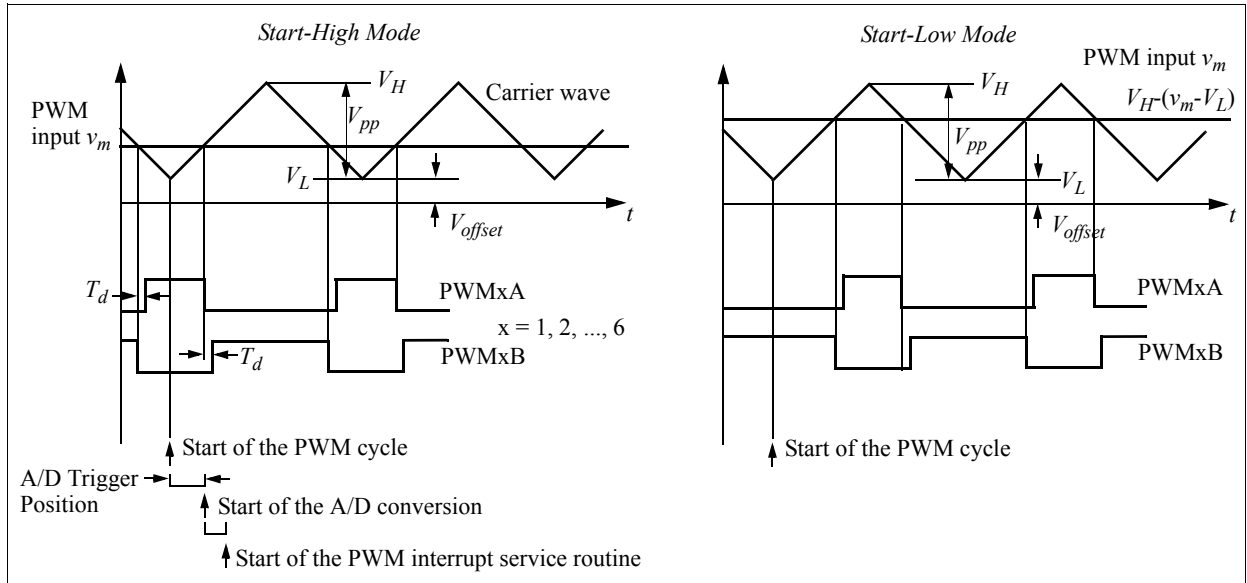 Start-High Mode
V_H
Carrier wave
PWM
input v_m
V_pp
V_L
t
V_offset
T_d
PWMxA
x = 1, 2, ..., 6
T_d
PWMxB
Start of the PWM cycle
A/D Trigger
Position
Start of the A/D conversion
Start of the PWM interrupt service routine
Start-Low Mode
PWM input v_m
V_H
V_H-(v_m-V_L)
V_pp
V_L
t
V_offset
PWMxA
PWMxB
Start of the PWM cycle